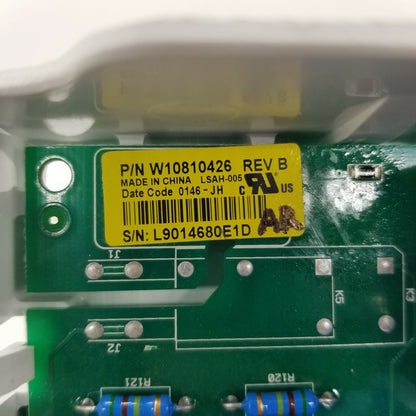 P/N W10810426 REV B
MADE IN CHINA LSAH-005
Date Code 0146-JH C US
S/N: L9014680E1D AR
J1
K5
K3
J2
R121
R120